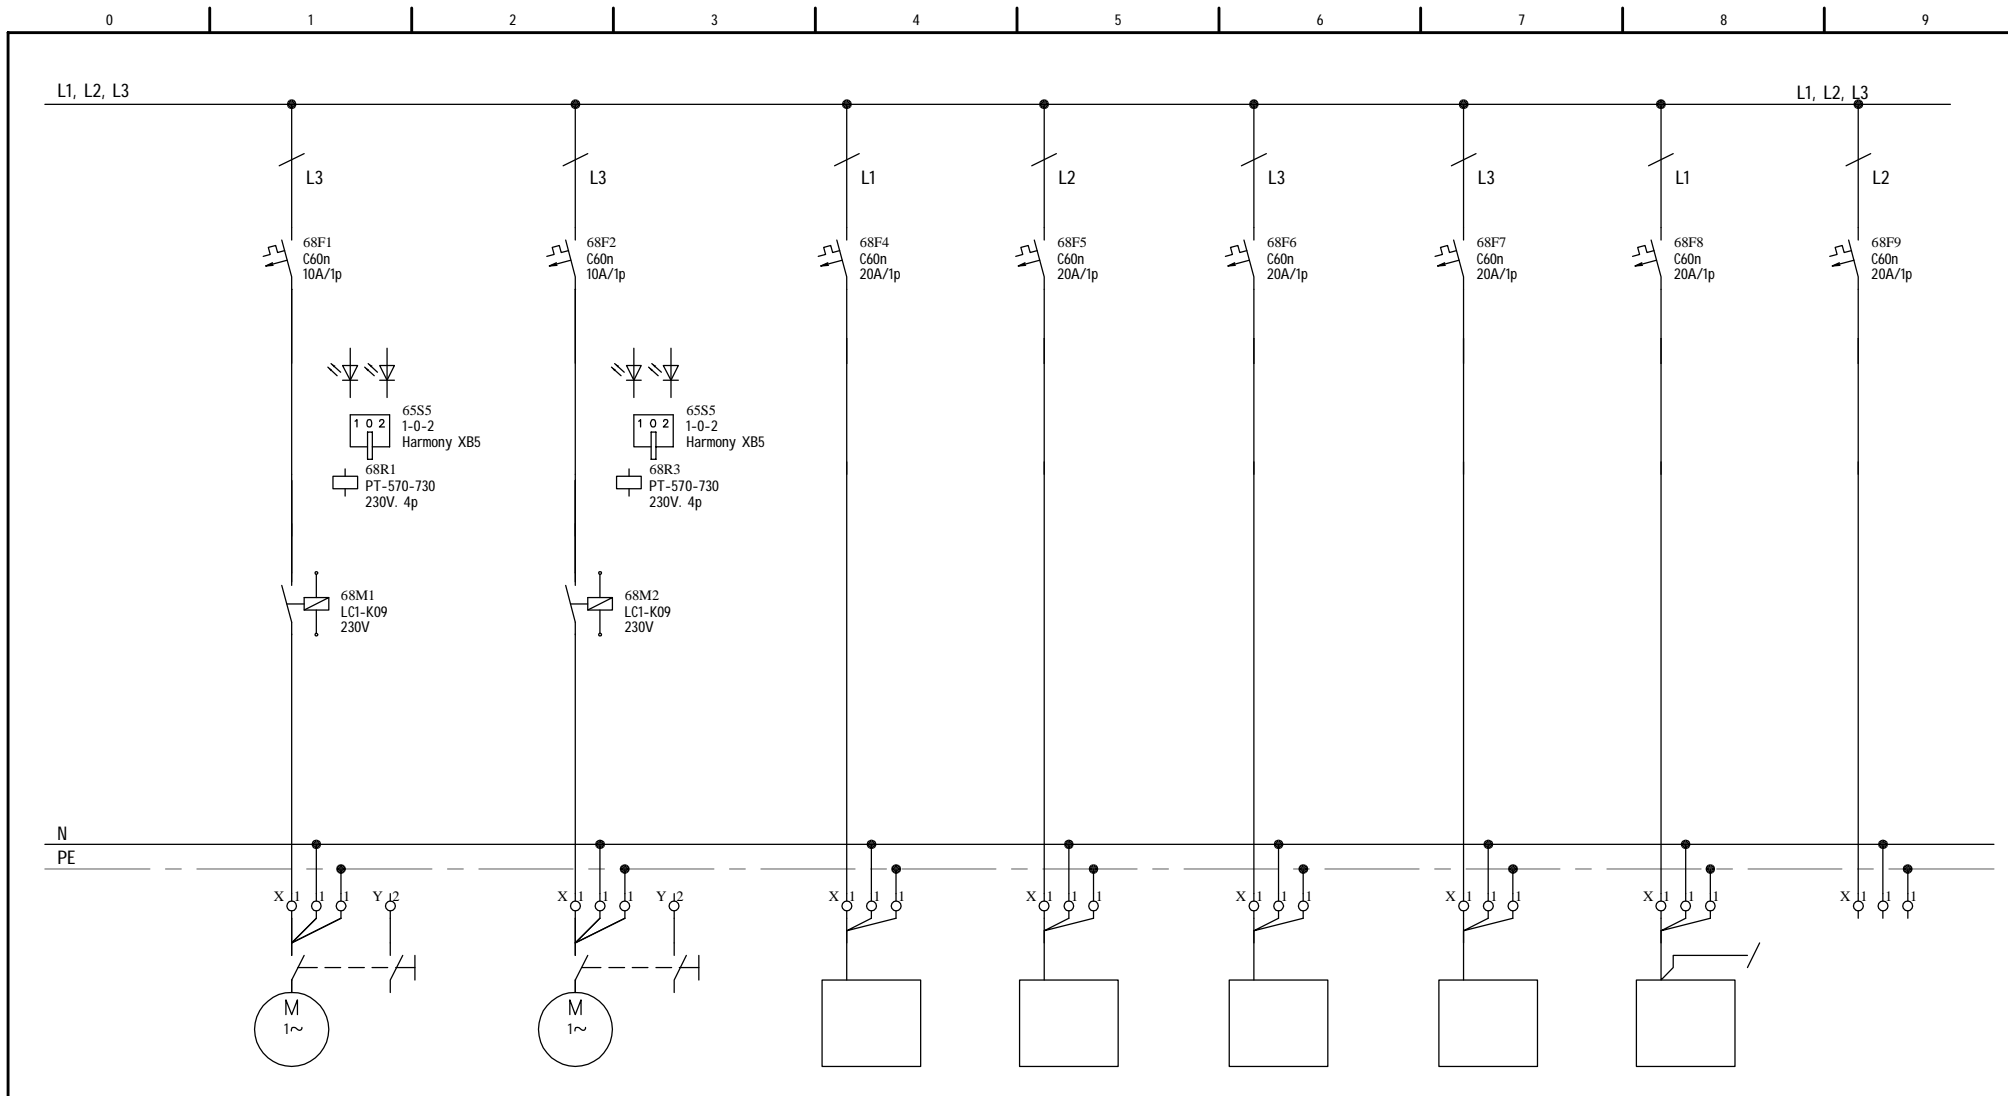 0 1 2 3 4 5 6 7 8 9
L1, L2, L3 L1, L2, L3
L3 L3 L1 L2 L3 L3 L1 L2
68F1 68F2 68F4 68F5 68F6 68F7 68F8 68F9
C60n C60n C60n C60n C60n C60n C60n C60n
10A/1p 10A/1p 20A/1p 20A/1p 20A/1p 20A/1p 20A/1p 20A/1p
65S5 65S5
1 0 2 1-0-2 1 0 2 1-0-2
Harmony XB5 Harmony XB5
68R1 68R3
PT-570-730 PT-570-730
230V. 4p 230V. 4p
68M1 68M2
LC1-K09 LC1-K09
230V 230V
N
PE
X 1 1 1 Y 2 X 1 1 1 Y 2 X 1 1 1 X 1 1 1 X 1 1 1 X 1 1 1 X 1 1 1 X 1 1 1
M M
1~ 1~